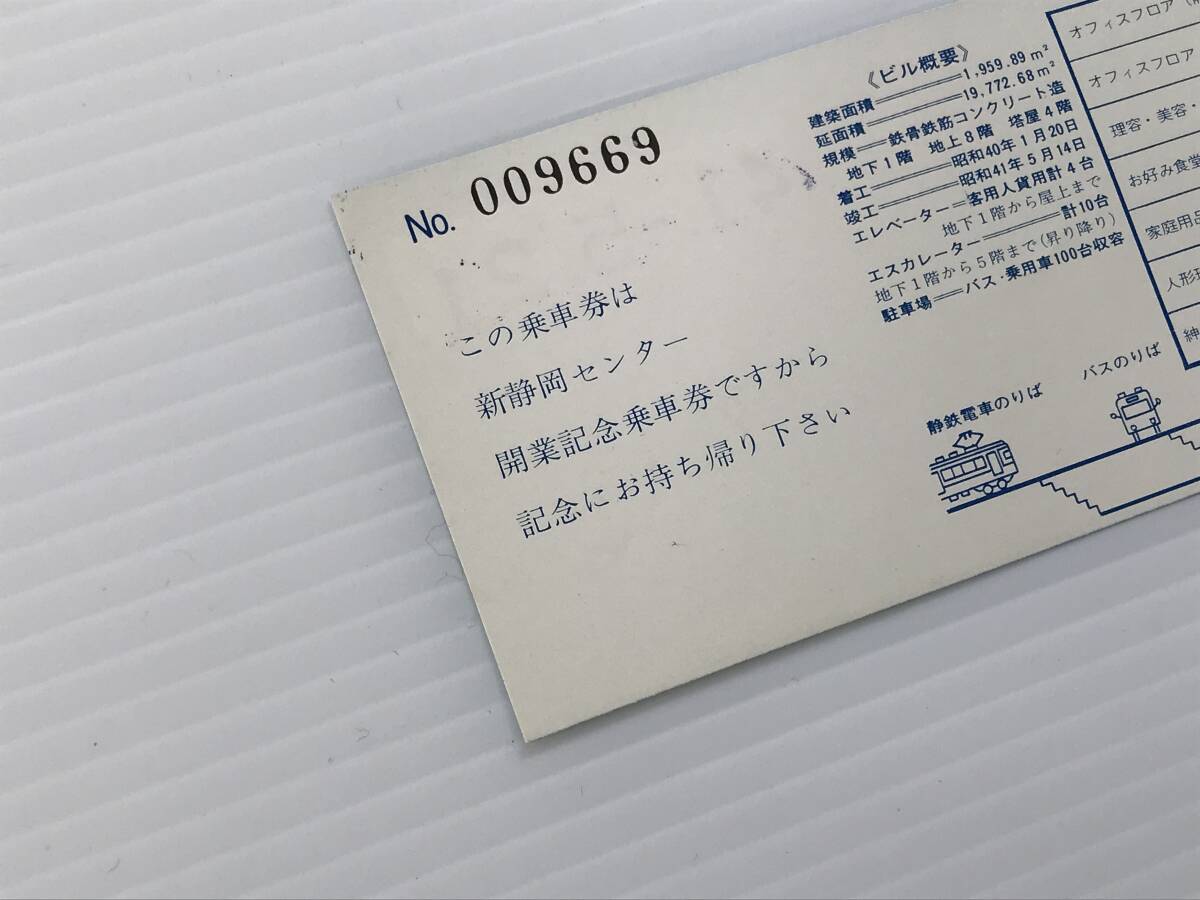 No. 009669
この乗車券は
新静岡センター
開業記念乗車券ですから
記念にお持ち帰り下さい
《ビル概要》
建築面積═══1,959.89m²
延面積═══19,772.68m²
規模═鉄骨鉄筋コンクリート造
地下1階 地上8階 塔屋4階
着工═══昭和40年1月20日
竣工═══昭和41年5月14日
エレベーター═客用人貨用計4台
地下1階から屋上まで
エスカレーター═══計10台
地下1階から5階まで(昇り降り)
駐車場═バス・乗用車100台収容
オフィスフロア
オフィスフロア
理容・美容・
お好み食堂
家庭用品
人形
紳
静鉄電車のりば
バスのりば